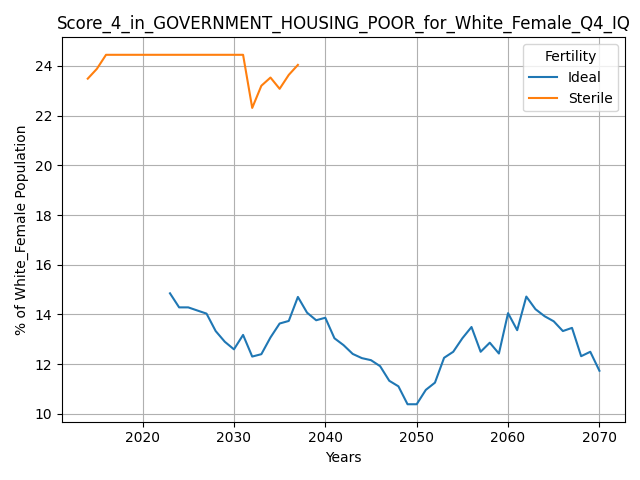 Score_4_in_GOVERNMENT_HOUSING_POOR_for_White_Female_Q4_IQ
Fertility
Ideal
Sterile
% of White_Female Population
24
22
20
18
16
14
12
10
2020 2030 2040 2050 2060 2070
Years